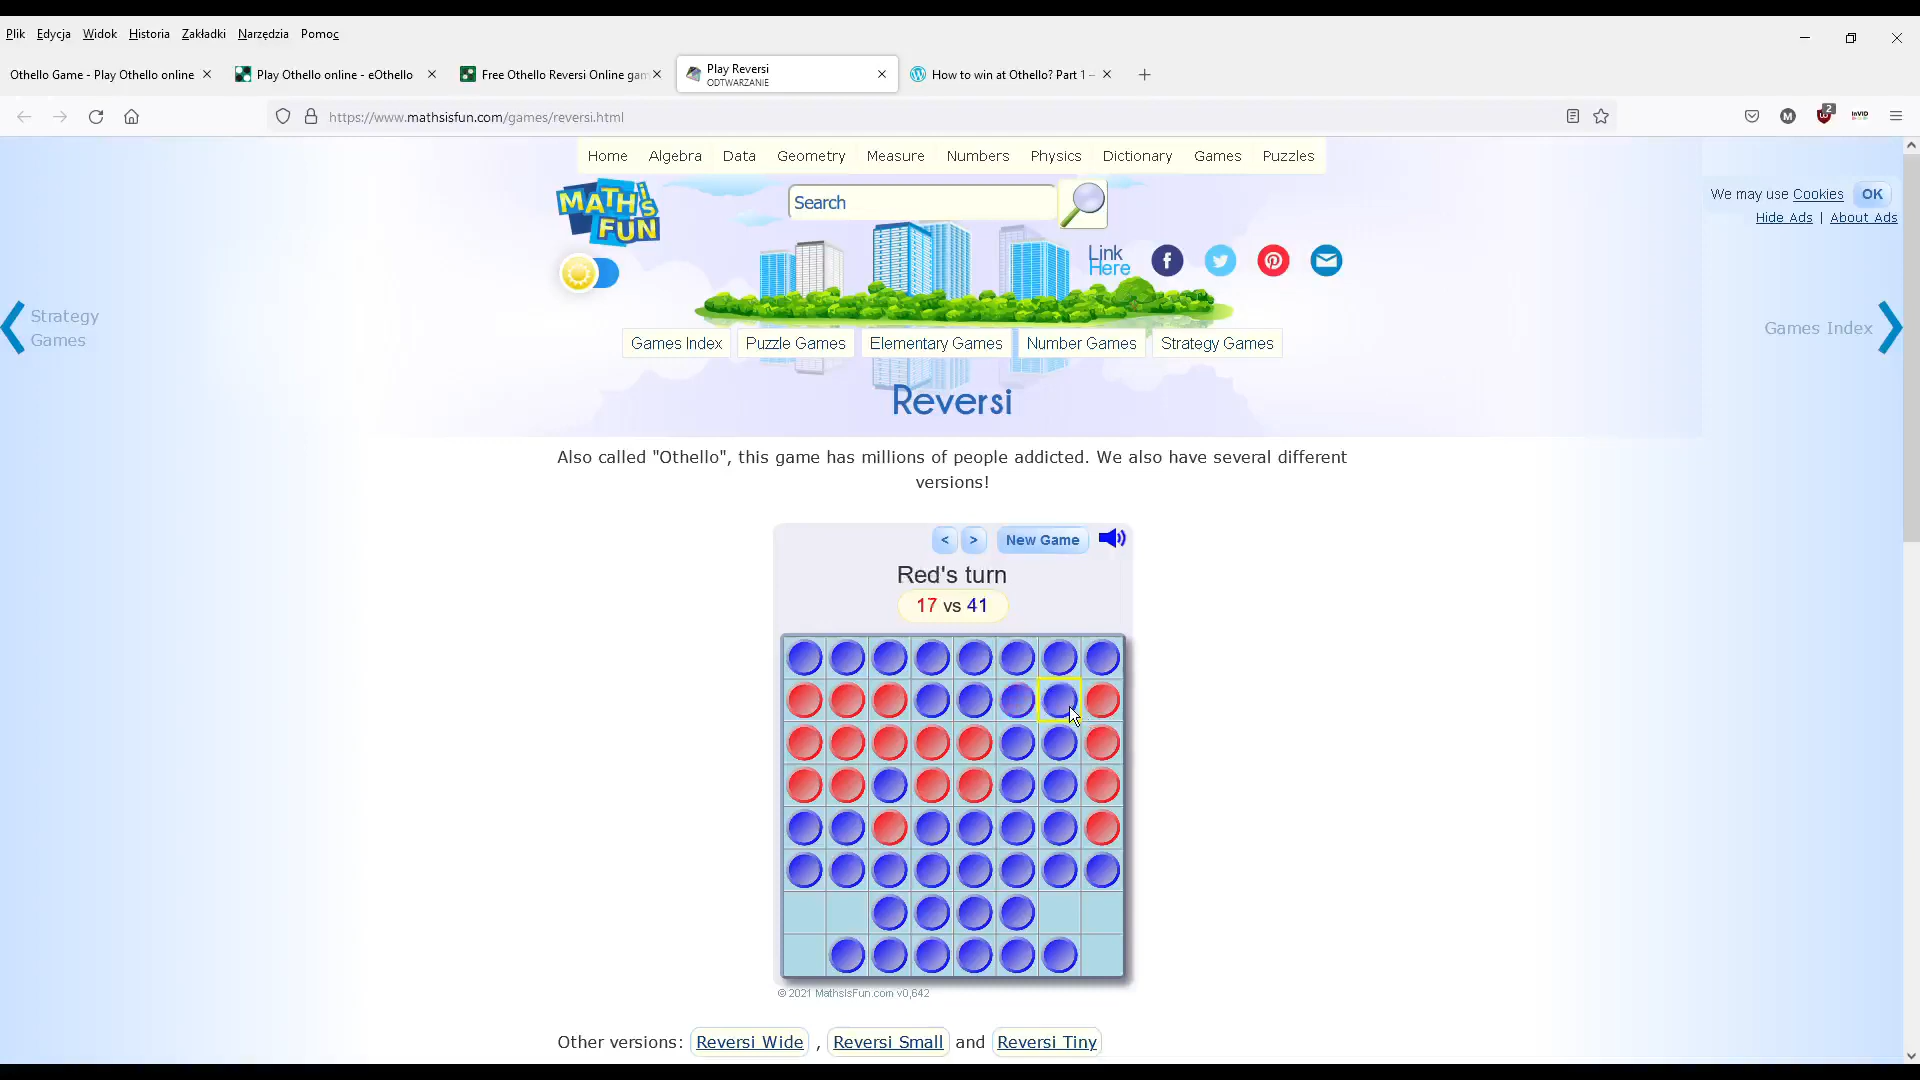 Plik Edycja Widok Historia Zakładki Narzędzia Pomoc
Othello Game - Play Othello online
Play Othello online - eOthello
Free Othello Reversi Online gam
Play Reversi
ODTWARZANIE
How to win at Othello? Part 1 –
https://www.mathsisfun.com/games/reversi.html
M
2
InVID
Home Algebra Data Geometry Measure Numbers Physics Dictionary Games Puzzles
MATHS
iS
FUN
Search
We may use Cookies OK
Hide Ads | About Ads
Link
Here
Strategy
Games
Games Index
Games Index Puzzle Games Elementary Games Number Games Strategy Games
Reversi
Also called "Othello", this game has millions of people addicted. We also have several different
versions!
< > New Game
Red's turn
17 vs 41
© 2021 MathsIsFun.com v0,642
Other versions: Reversi Wide , Reversi Small and Reversi Tiny